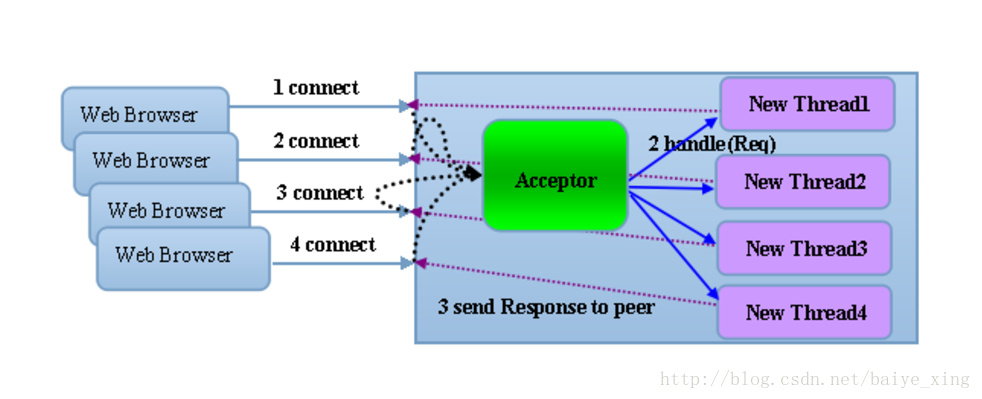 1 connect
Web Browser
2 connect
Web Browser
3 connect
Web Browser
4 connect
Web Browser
Acceptor
2 handle(Req)
3 send Response to peer
New Thread1
New Thread2
New Thread3
New Thread4
http://blog.csdn.net/baiye_xing